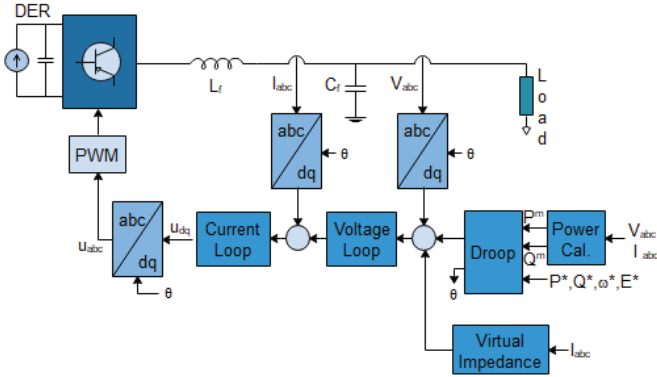 DER
Lf
Iabc
Cf
Vabc
Load
abc
dq
θ
abc
dq
θ
PWM
uabc
abc
dq
θ
udq
Current
Loop
Voltage
Loop
Droop
θ
Pm
Qm
Power
Cal.
Vabc
Iabc
P*,Q*,ω*,E*
Virtual
Impedance
Iabc